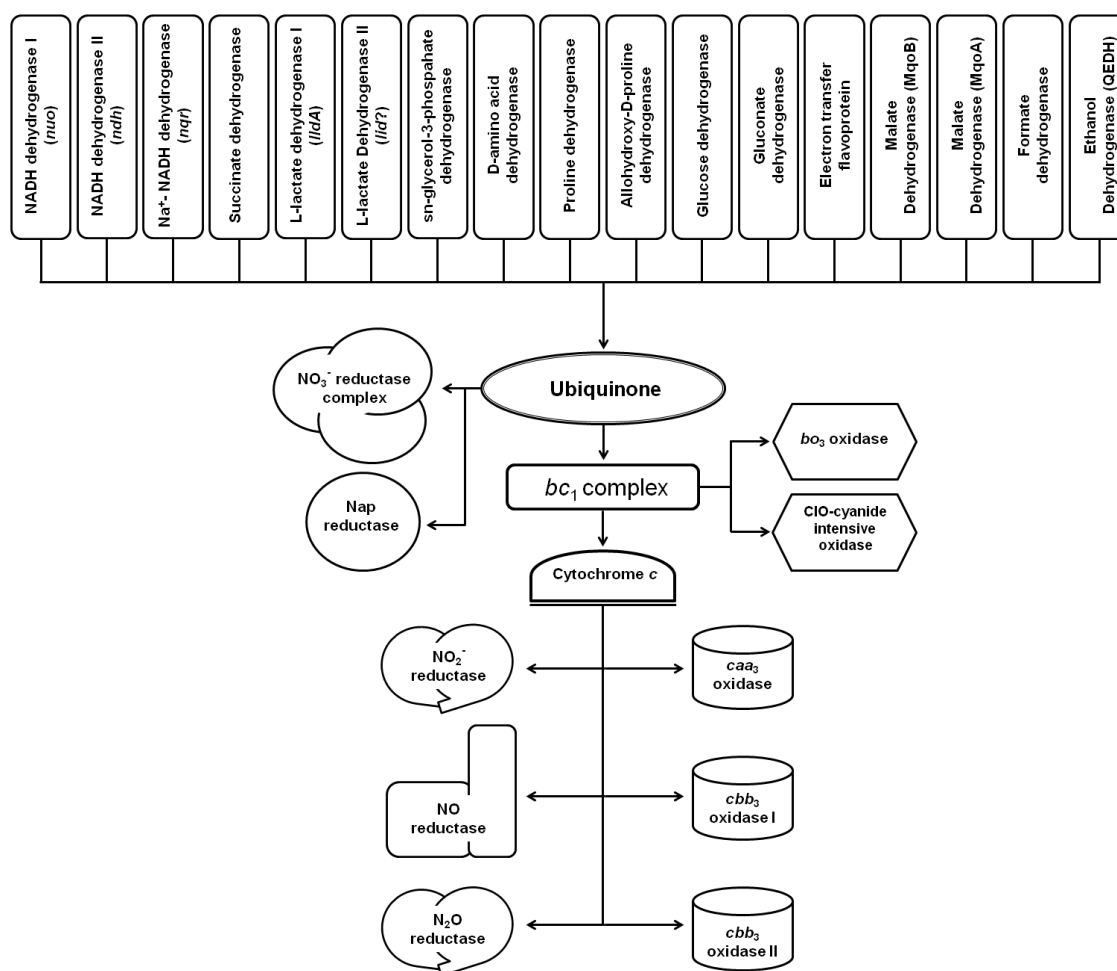 NADH dehydrogenase I
(nuo)
NADH dehydrogenase II
(ndh)
Na⁺- NADH dehydrogenase
(nqr)
Succinate dehydrogenase
L-lactate dehydrogenase I
(lldA)
L-lactate Dehydrogenase II
(lld?)
sn-glycerol-3-phospahate
dehydrogenase
D-amino acid
dehydrogenase
Proline dehydrogenase
Allohydroxy-D-proline
dehydrogenase
Glucose dehydrogenase
Gluconate
dehydrogenase
Electron transfer
flavoprotein
Malate
Dehydrogenase (MqoB)
Malate
Dehydrogenase (MqoA)
Formate
dehydrogenase
Ethanol
Dehydrogenase (QEDH)
NO₃⁻ reductase
complex
Ubiquinone
bo₃ oxidase
bc₁ complex
Nap
reductase
CIO-cyanide
intensive
oxidase
Cytochrome c
NO₂⁻
reductase
caa₃
oxidase
NO
reductase
cbb₃
oxidase I
N₂O
reductase
cbb₃
oxidase II